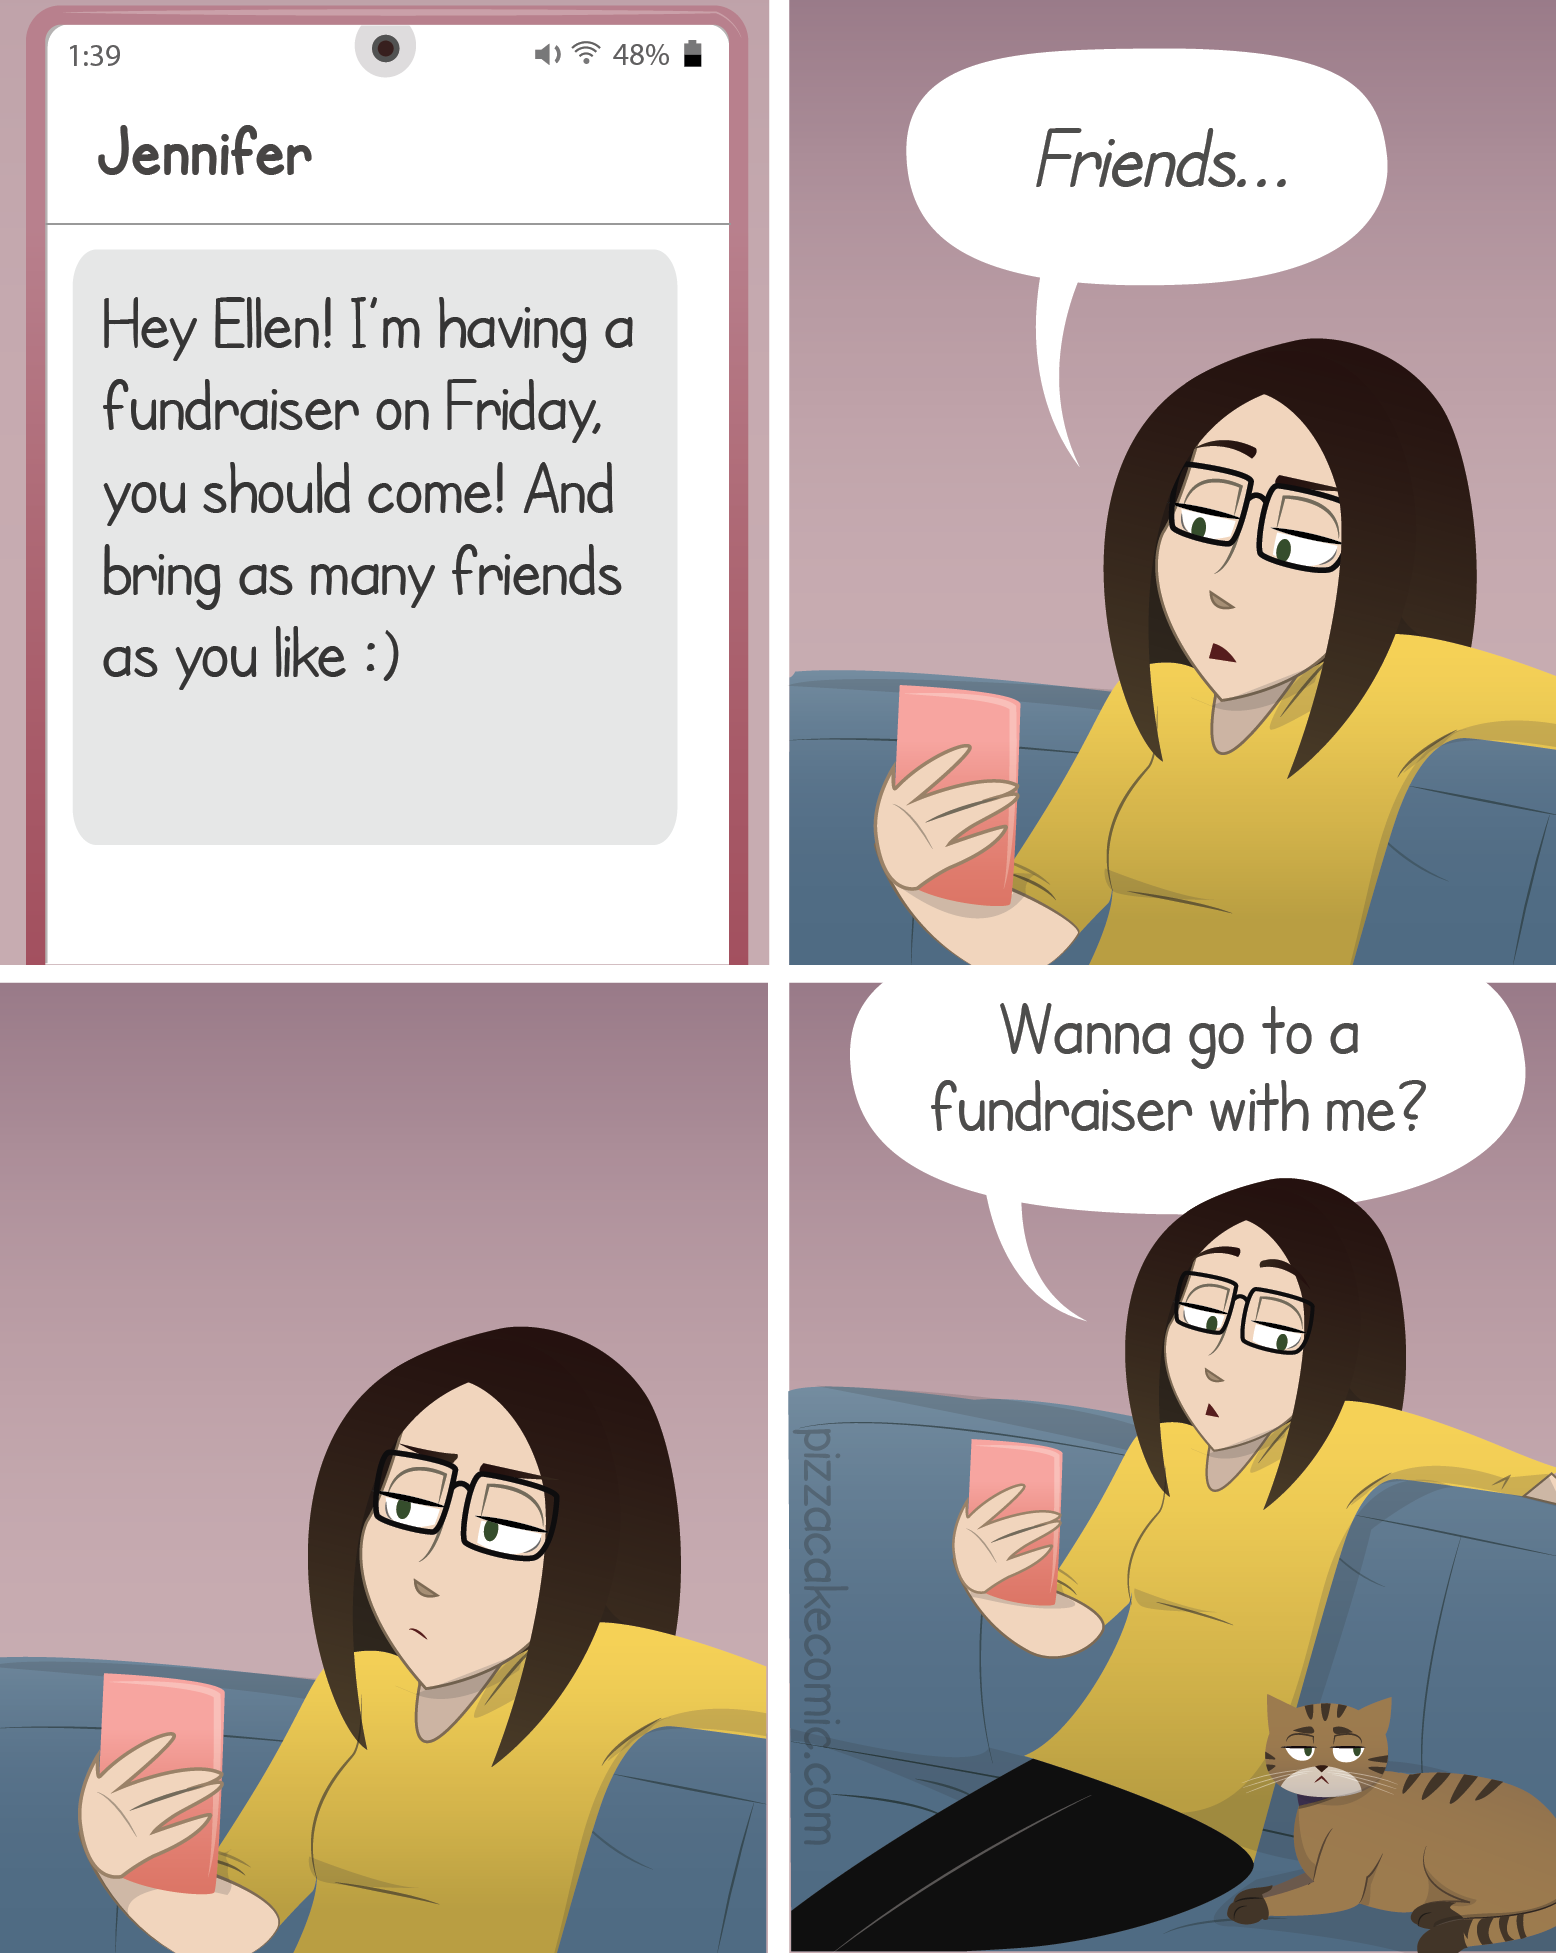 1:39
48%
Jennifer
Hey Ellen! I'm having a
fundraiser on Friday,
you should come! And
bring as many friends
as you like :)
Friends...
Wanna go to a
fundraiser with me?
pizzacakecomic.com